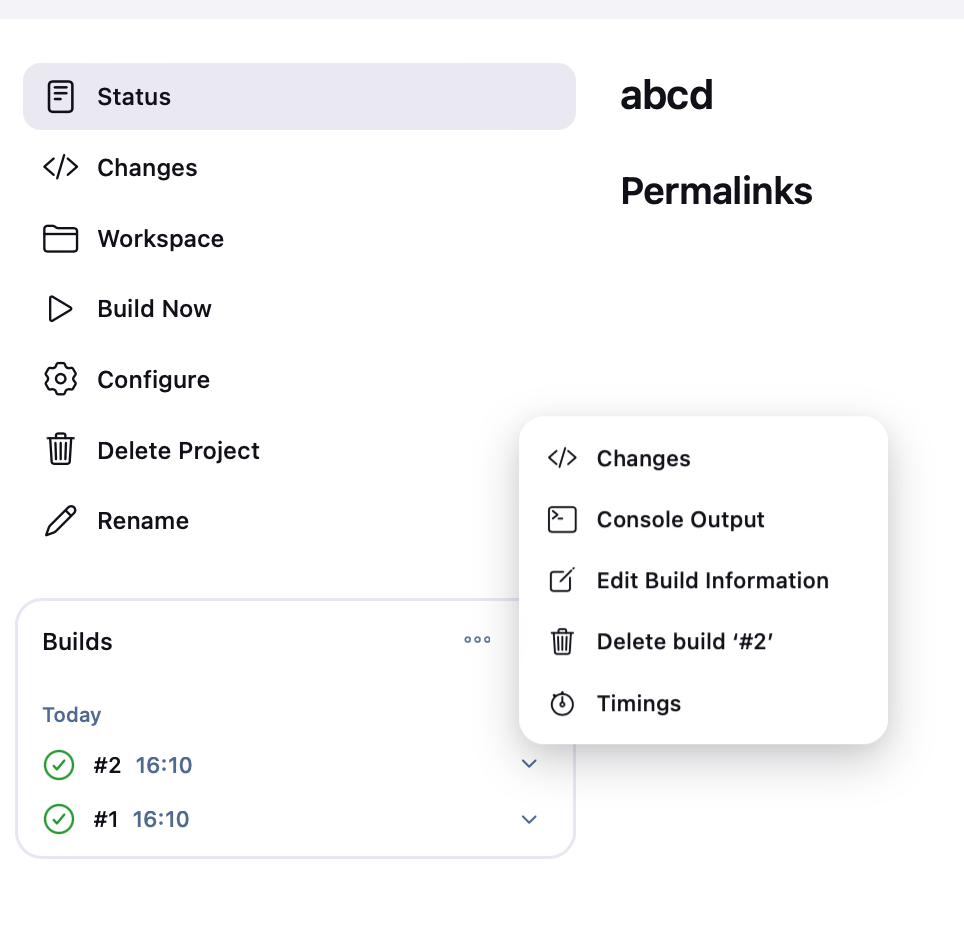 Status
Changes
Workspace
Build Now
Configure
Delete Project
Rename
abcd
Permalinks
Changes
Console Output
Edit Build Information
Delete build ‘#2’
Timings
Builds
Today
#2 16:10
#1 16:10